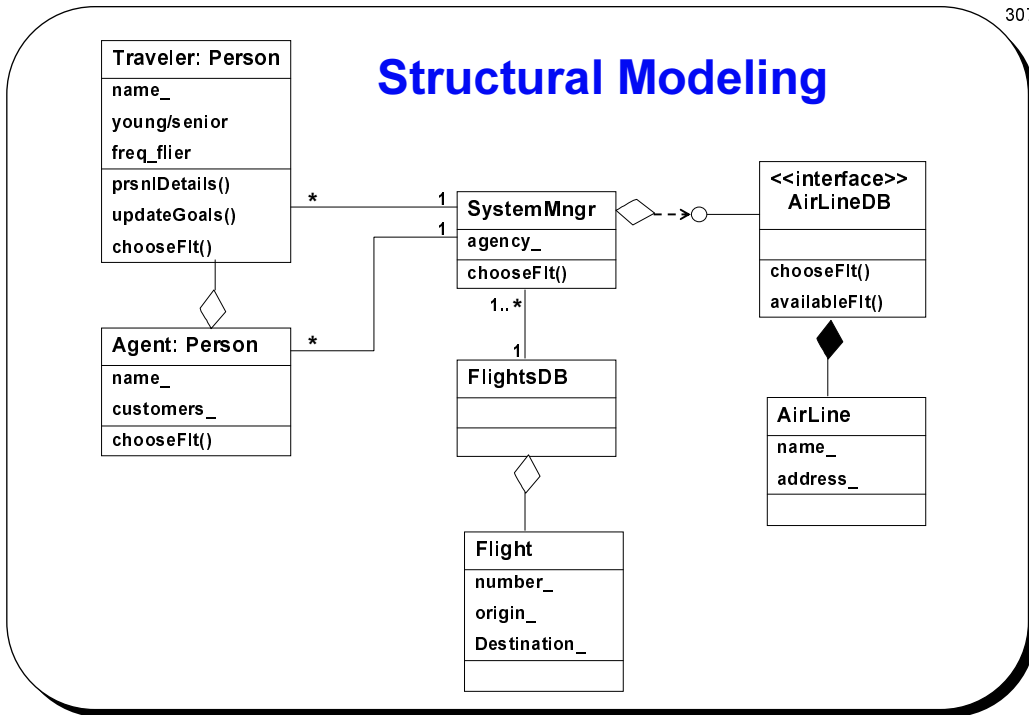 307
Structural Modeling
Traveler: Person
name_
young/senior
freq_flier
prsnlDetails()
updateGoals()
chooseFlt()
*
1
Agent: Person
name_
customers_
chooseFlt()
*
1
SystemMngr
agency_
chooseFlt()
1..*
1
FlightsDB
Flight
number_
origin_
Destination_
<<interface>>
AirLineDB
chooseFlt()
availableFlt()
AirLine
name_
address_